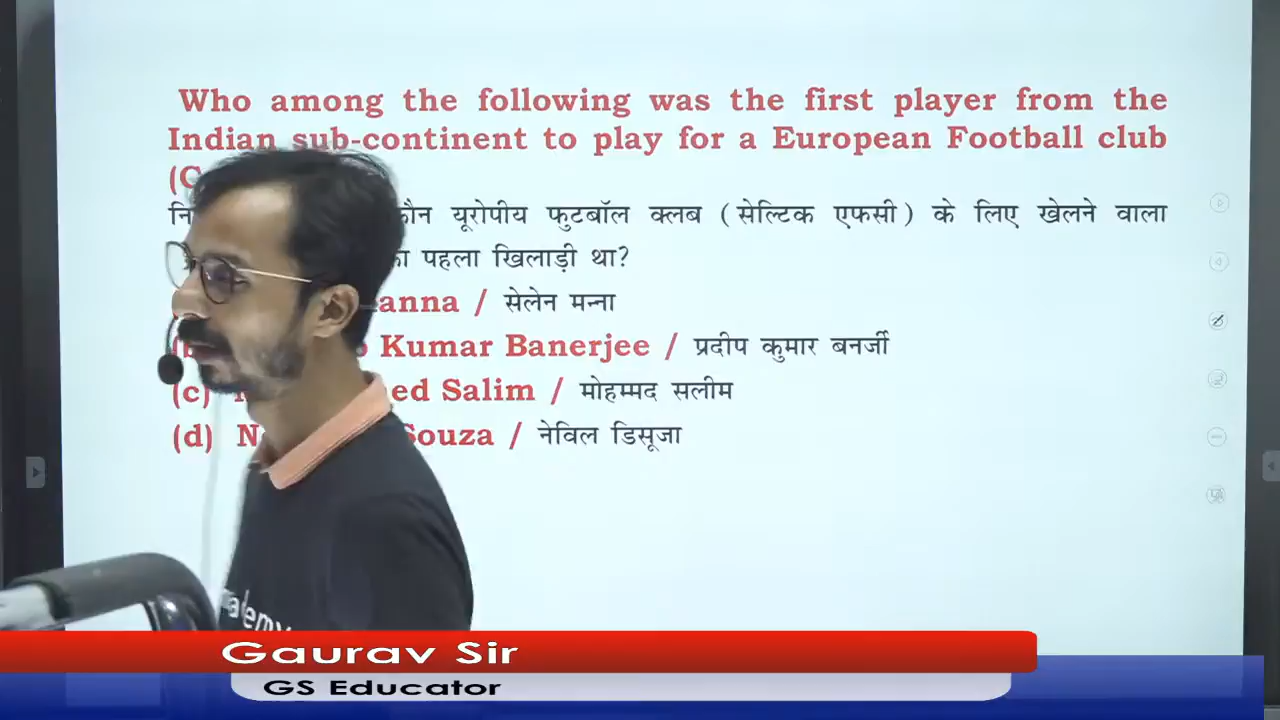 Who among the following was the first player from the
Indian sub-continent to play for a European Football club
(C
नि कौन यूरोपीय फुटबॉल क्लब (सेल्टिक एफसी) के लिए खेलने वाला
का पहला खिलाड़ी था?
anna / सेलेन मन्ना
(b Kumar Banerjee / प्रदीप कुमार बनर्जी
(c) ed Salim / मोहम्मद सलीम
(d) N Souza / नेविल डिसूजा
Gaurav Sir
GS Educator